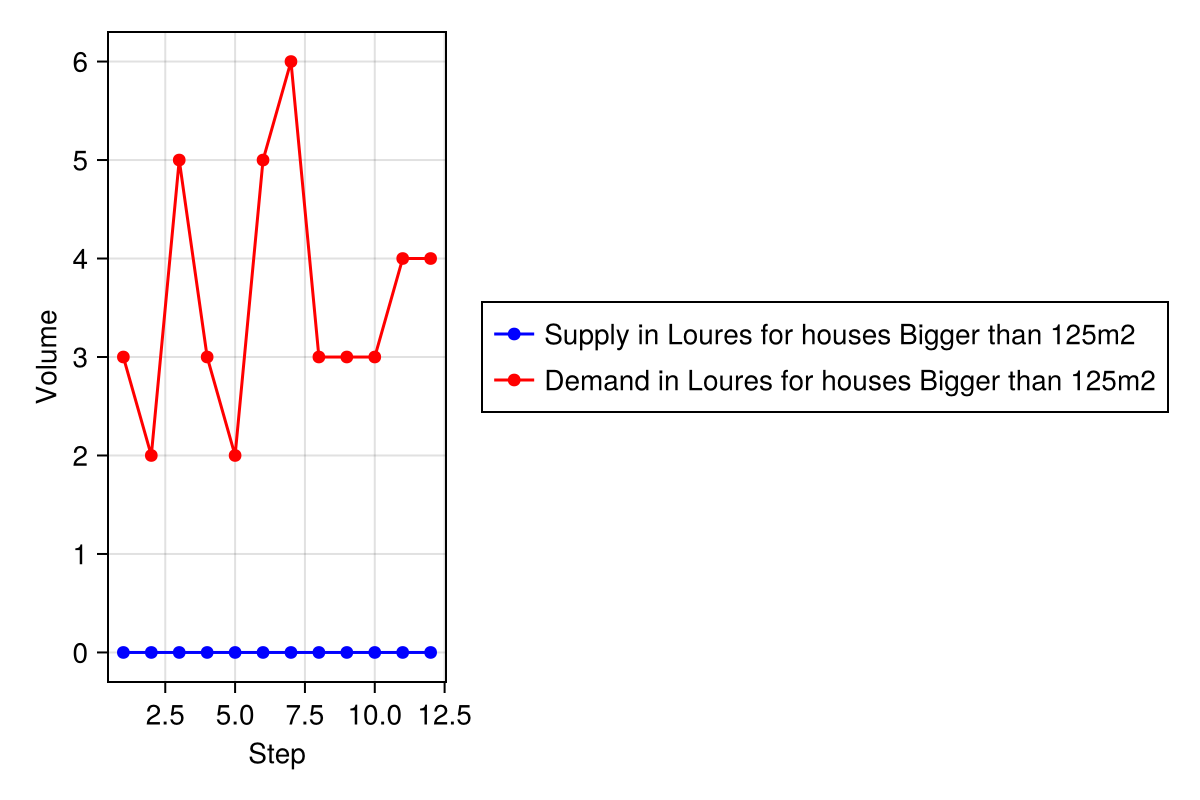 6
5
4
3
2
1
0
Volume
2.5 5.0 7.5 10.0 12.5
Step
Supply in Loures for houses Bigger than 125m2
Demand in Loures for houses Bigger than 125m2